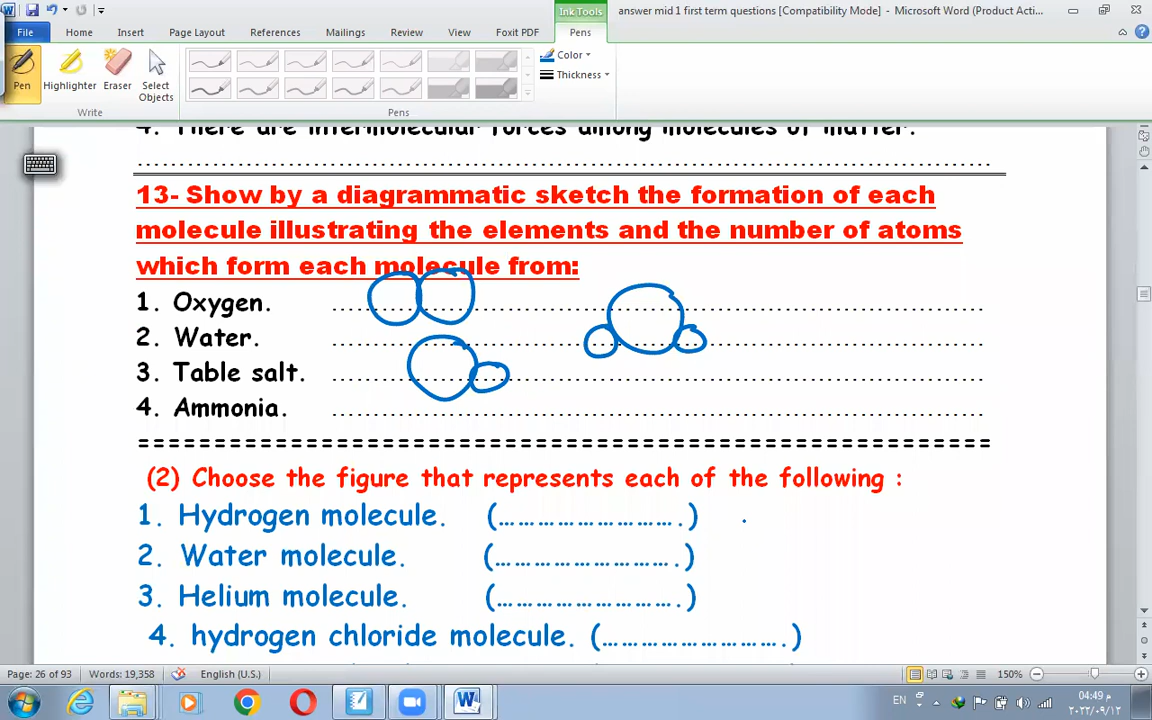 Ink Tools
answer mid 1 first term questions [Compatibility Mode] - Microsoft Word (Product Acti...
File Home Insert Page Layout References Mailings Review View Foxit PDF Pens
Pen Highlighter Eraser Select Objects
Color
Thickness
Write
Pens
4. There are intermolecular forces among molecules of matter.
13- Show by a diagrammatic sketch the formation of each
molecule illustrating the elements and the number of atoms
which form each molecule from:
1. Oxygen. ........................................................
2. Water. ........................................................
3. Table salt. ........................................................
4. Ammonia. ........................................................
(2) Choose the figure that represents each of the following :
1. Hydrogen molecule. (…………………………….)
2. Water molecule. (…………………………….)
3. Helium molecule. (…………………………….)
4. hydrogen chloride molecule. (…………………………….)
Page: 26 of 93 Words: 19,358 English (U.S.) 150%
EN 04:49 م
٢٠٢٢/٠٩/١٢